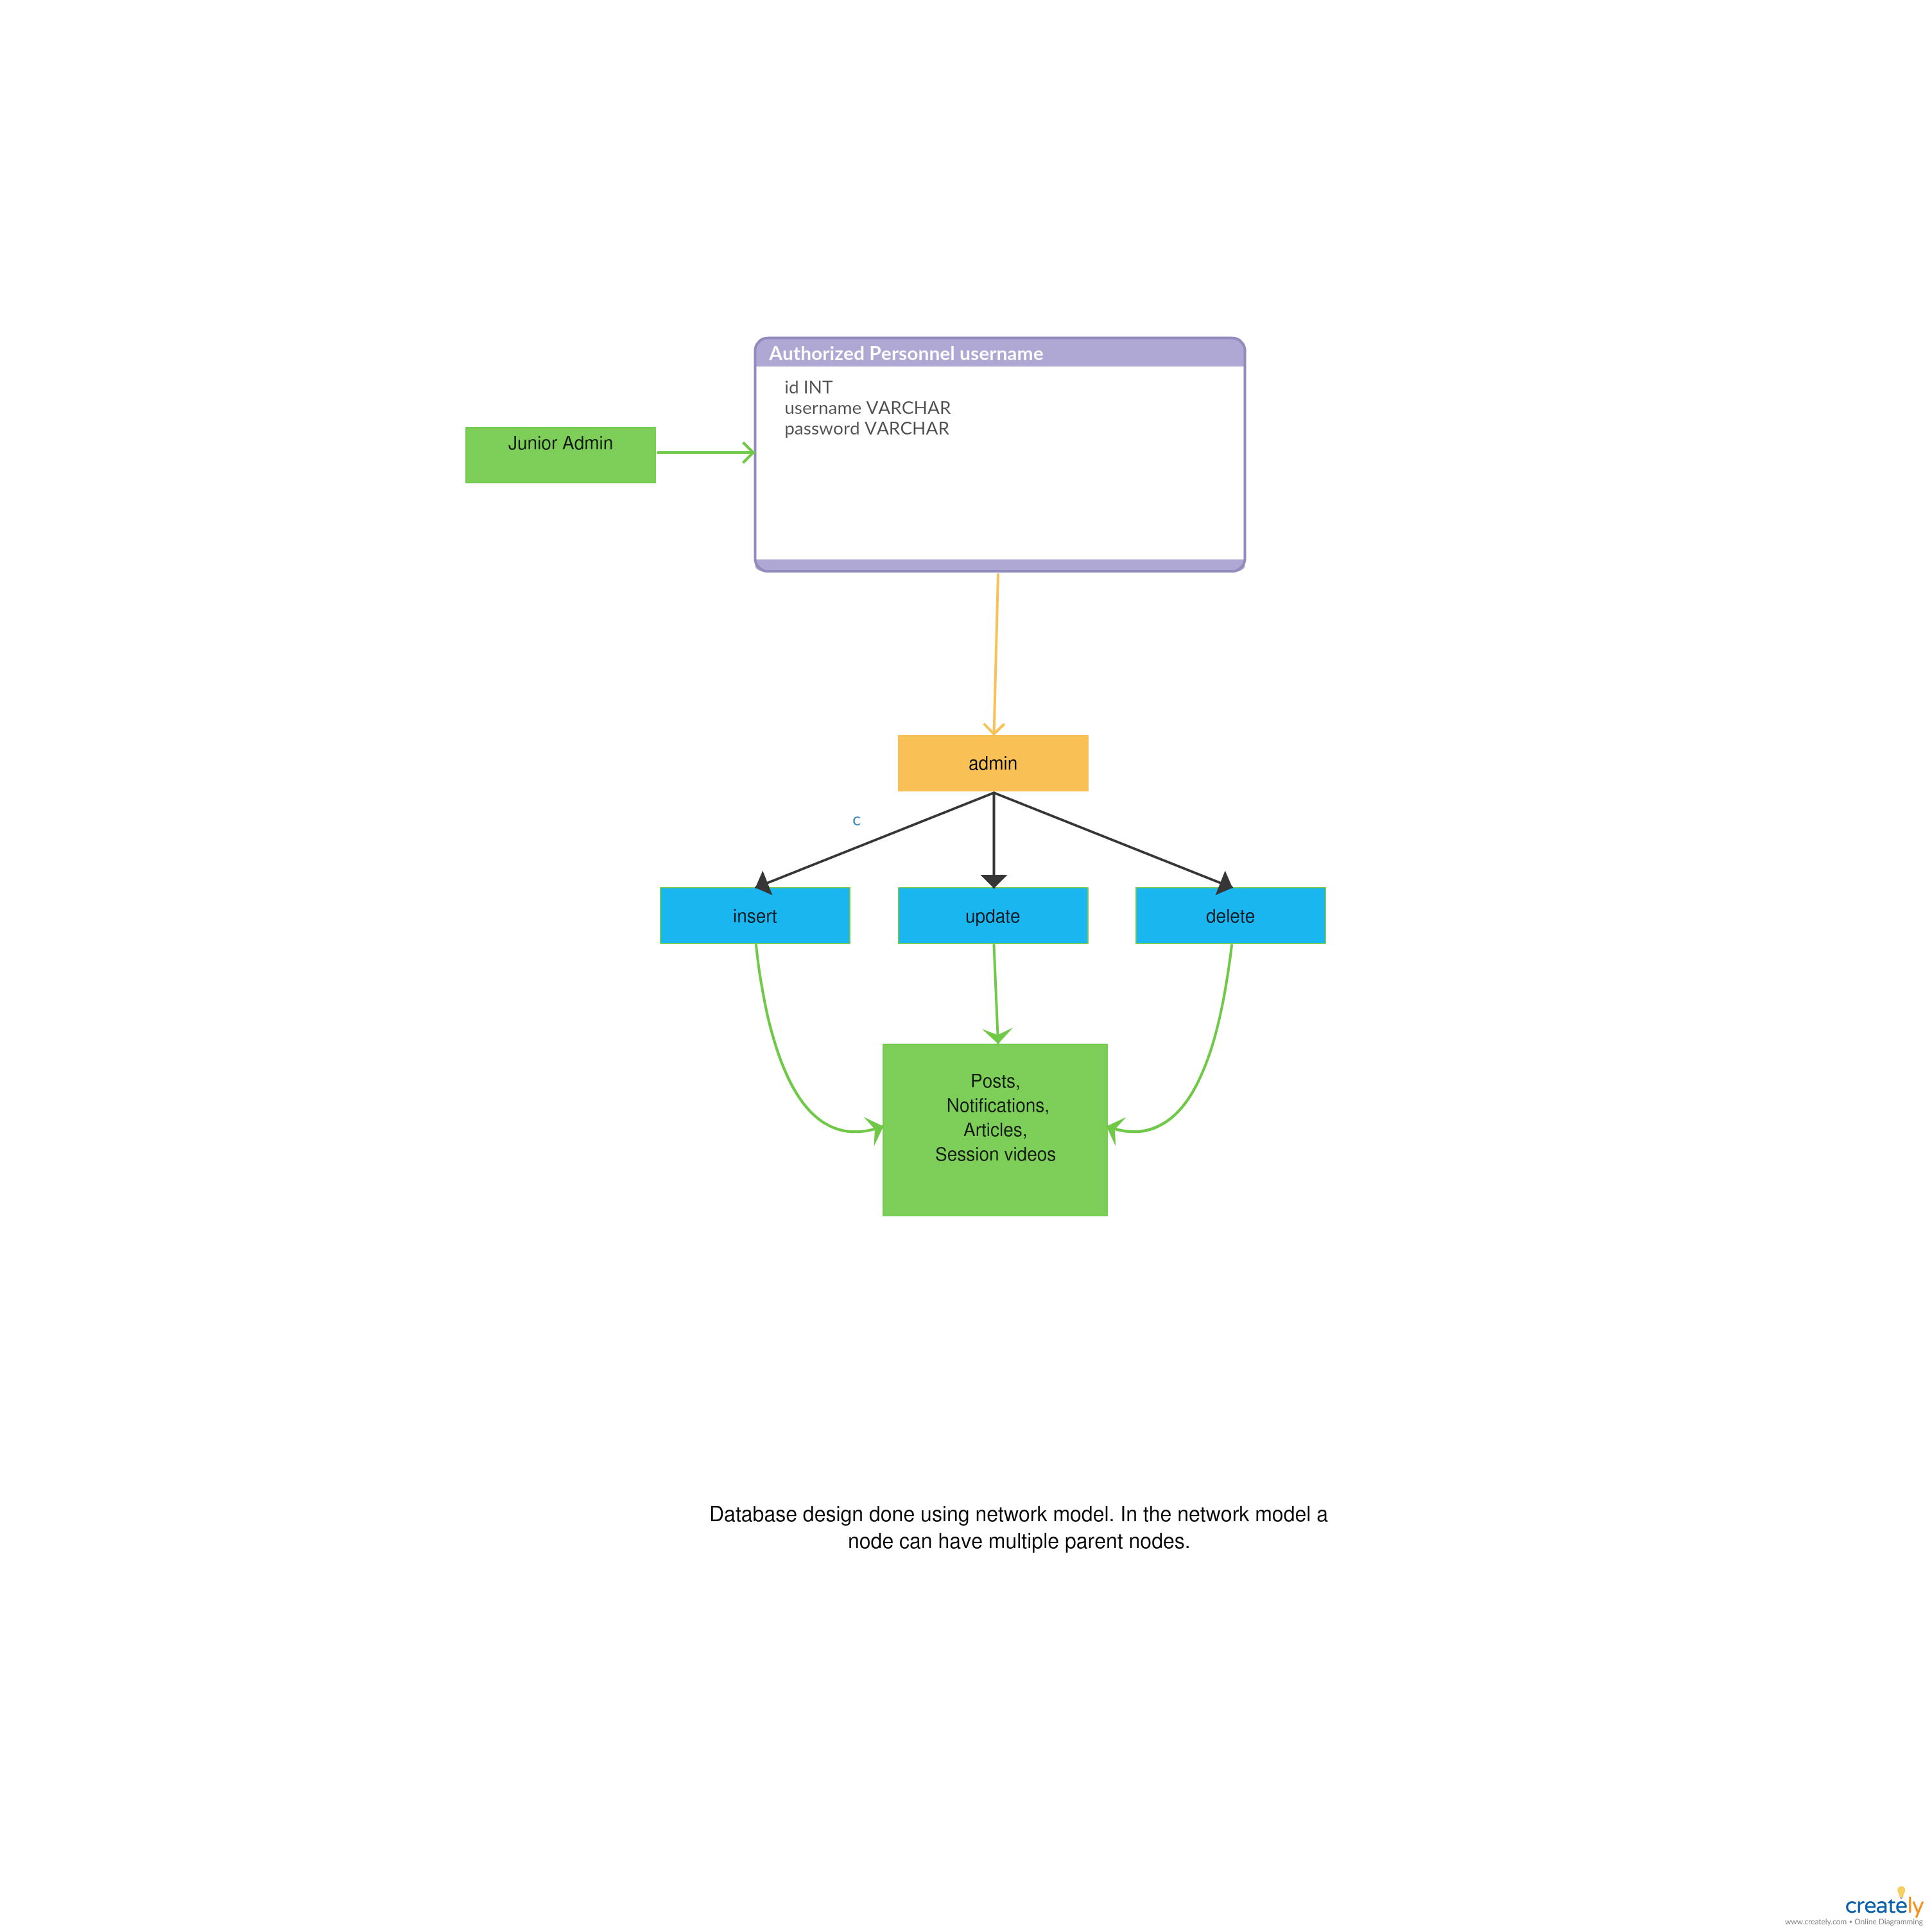 Authorized Personnel username
id INT
username VARCHAR
password VARCHAR
Junior Admin
admin
c
insert
update
delete
Posts,
Notifications,
Articles,
Session videos
Database design done using network model. In the network model a
node can have multiple parent nodes.
creately
www.creately.com • Online Diagramming